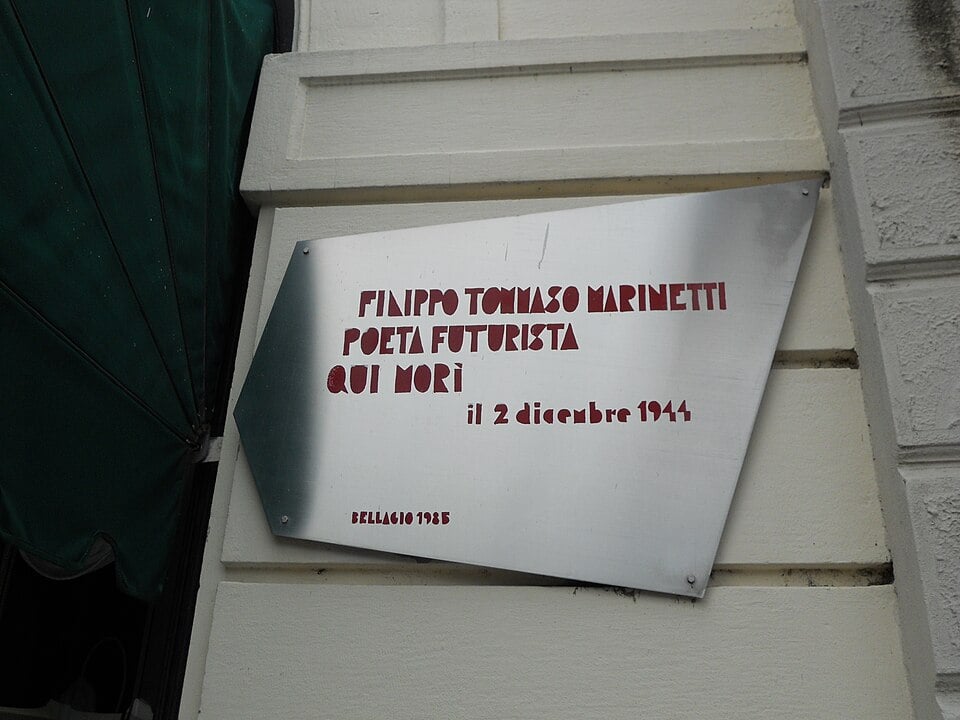 FILIPPO TOMMASO MARINETTI
POETA FUTURISTA
QUI MORÌ
il 2 dicembre 1944
BELLAGIO 1985